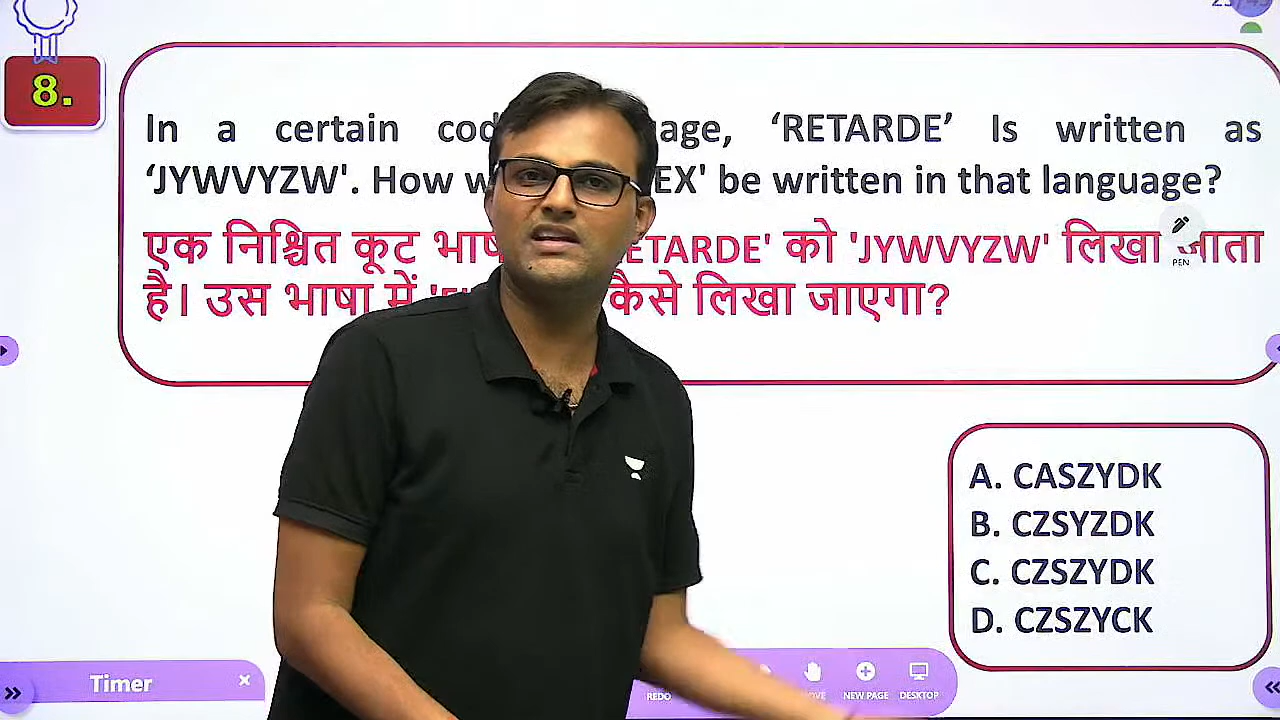 8.
In a certain age, ‘RETARDE’ Is written as
‘JYWVYZW'. How EX' be written in that language?
एक निश्चित कूट ETARDE' को 'JYWVYZW' लिखा जाता
है। उस भाषा में कैसे लिखा जाएगा?
PEN
A. CASZYDK
B. CZSYZDK
C. CZSZYDK
D. CZSZYCK
Timer
REDO
NEW PAGE
DESKTOP